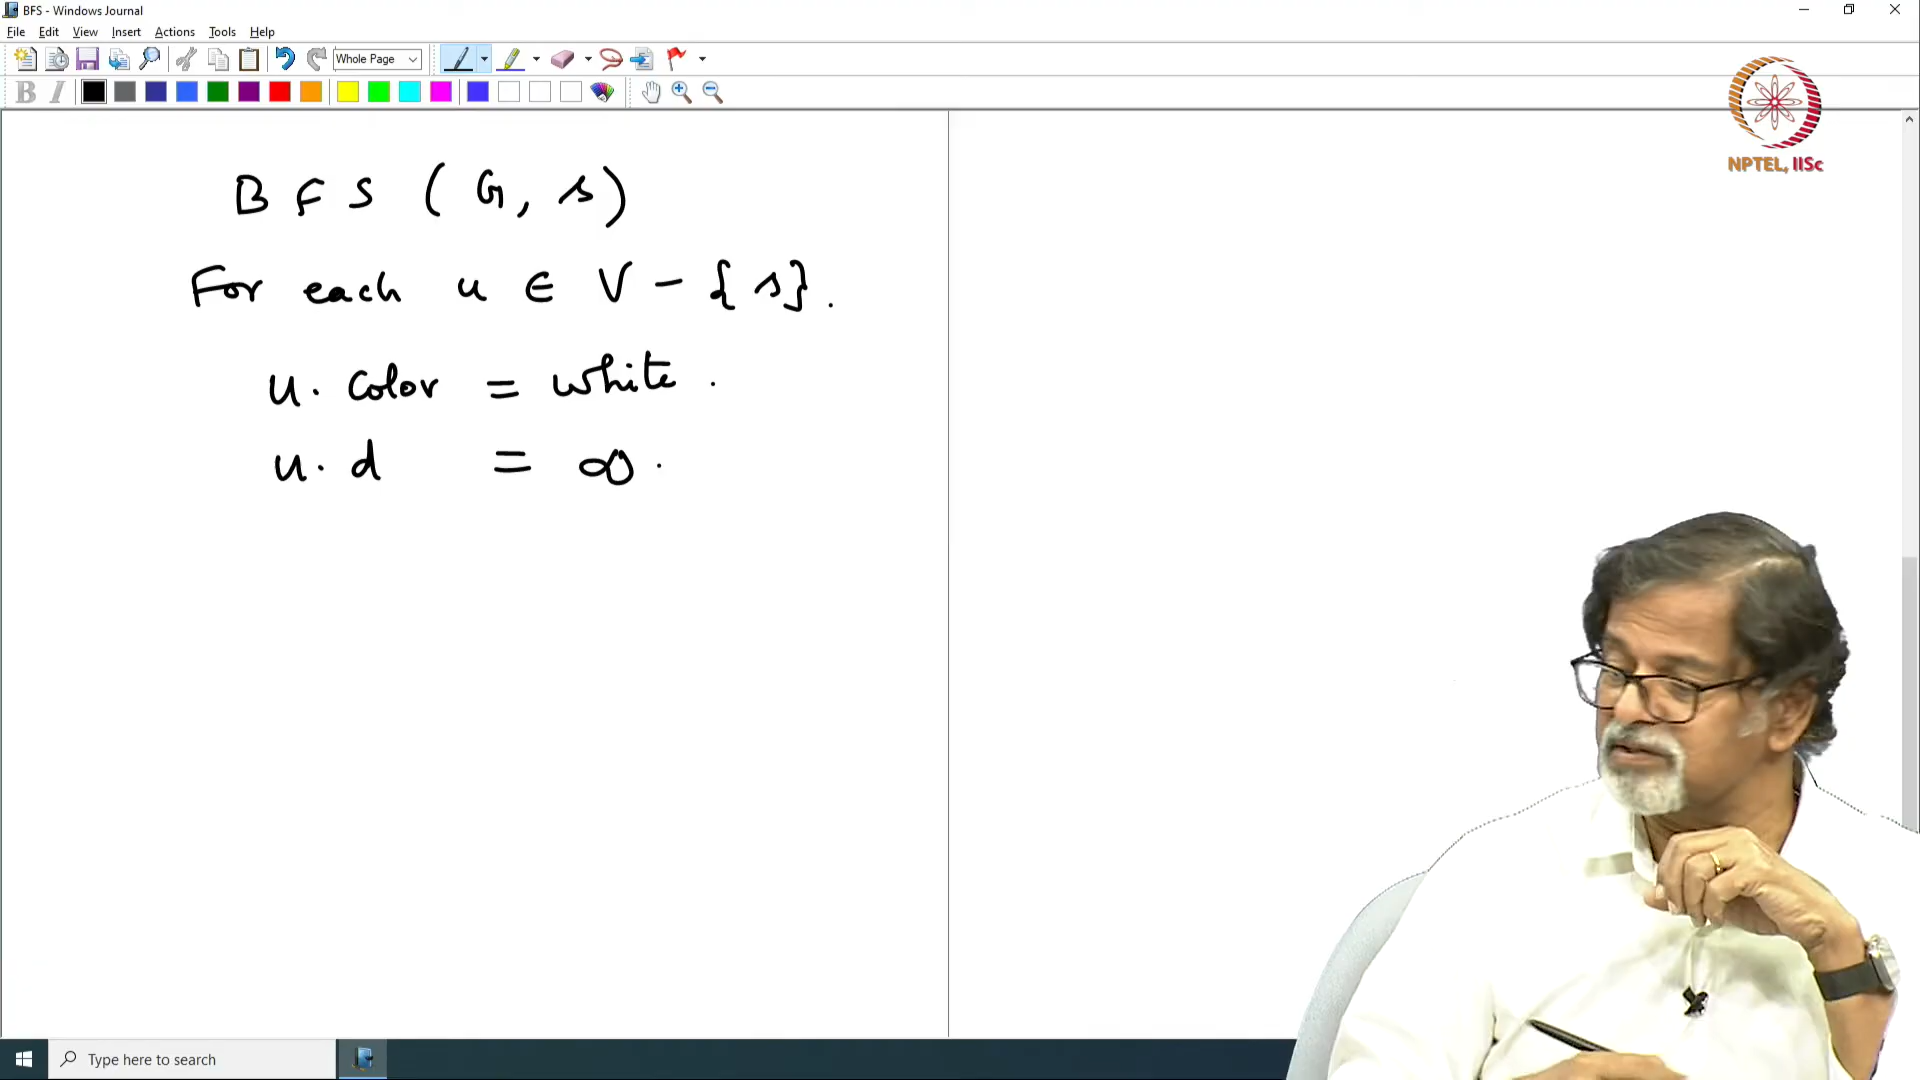 BFS - Windows Journal
File Edit View Insert Actions Tools Help
Whole Page
B I
NPTEL, IISc
BFS (G, s)
For each u ∈ V - {s}.
u. color = white.
u. d = ∞.
Type here to search